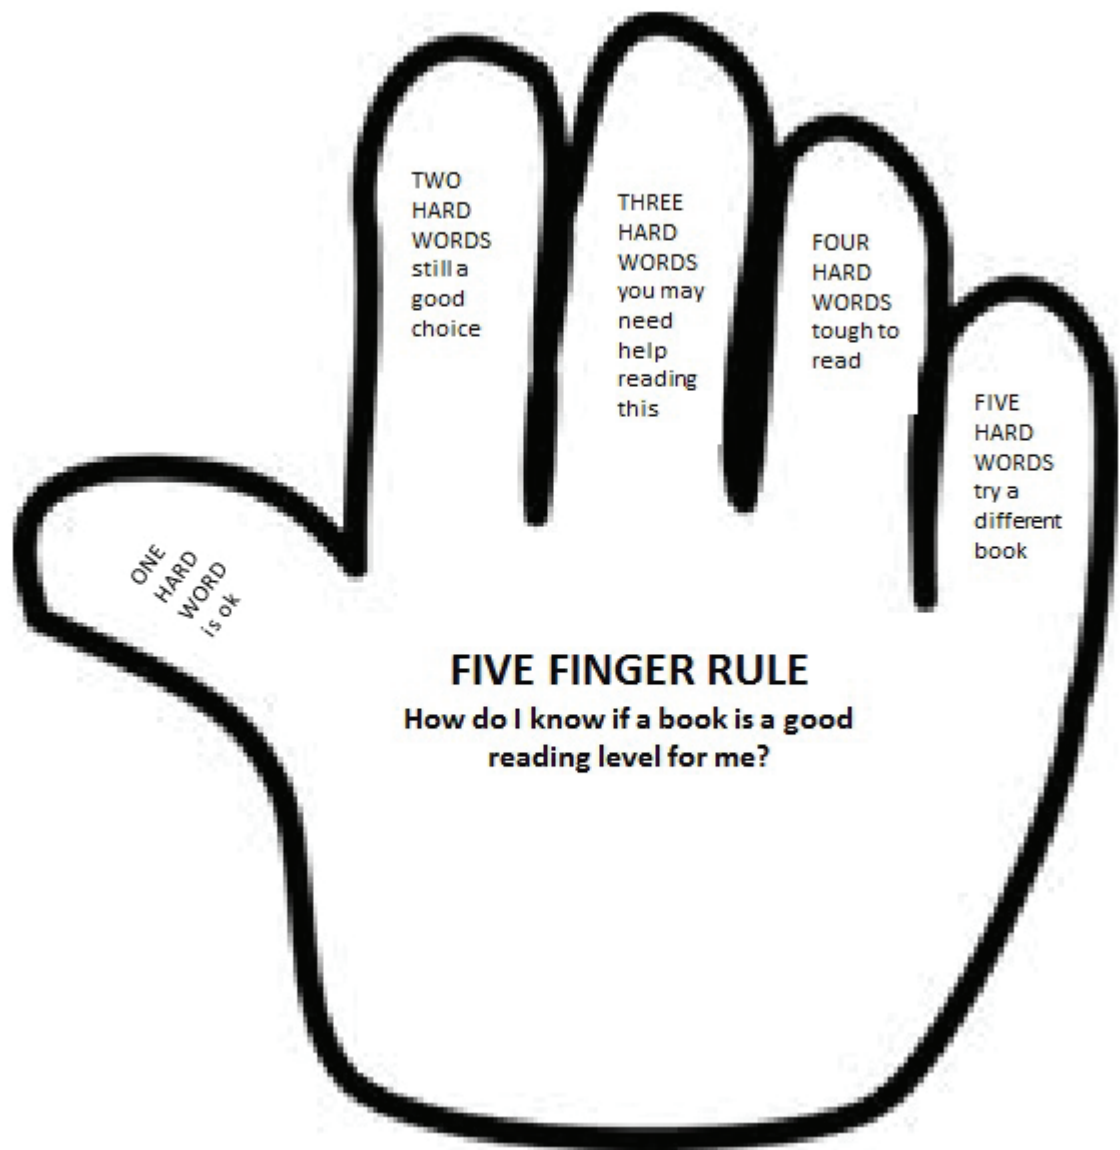 ONE
HARD
WORD
is ok
TWO
HARD
WORDS
still a
good
choice
THREE
HARD
WORDS
you may
need
help
reading
this
FOUR
HARD
WORDS
tough to
read
FIVE
HARD
WORDS
try a
different
book
FIVE FINGER RULE
How do I know if a book is a good
reading level for me?